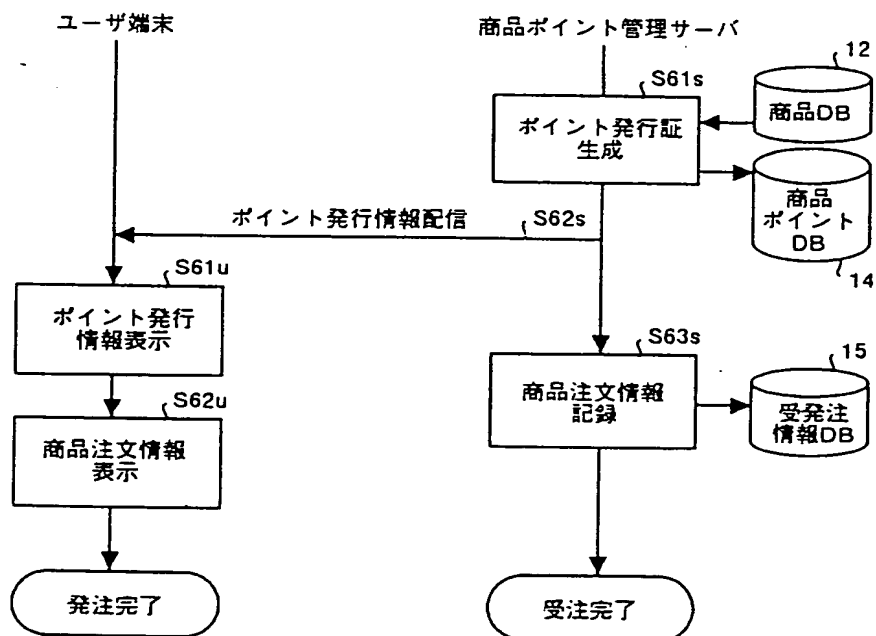 ユーザ端末
商品ポイント管理サーバ
12
S61s
商品DB
ポイント発行証
生成
商品
ポイント
DB
ポイント発行情報配信
S62s
14
S61u
ポイント発行
情報表示
S63s
15
商品注文情報
記録
受発注
情報DB
S62u
商品注文情報
表示
発注完了
受注完了